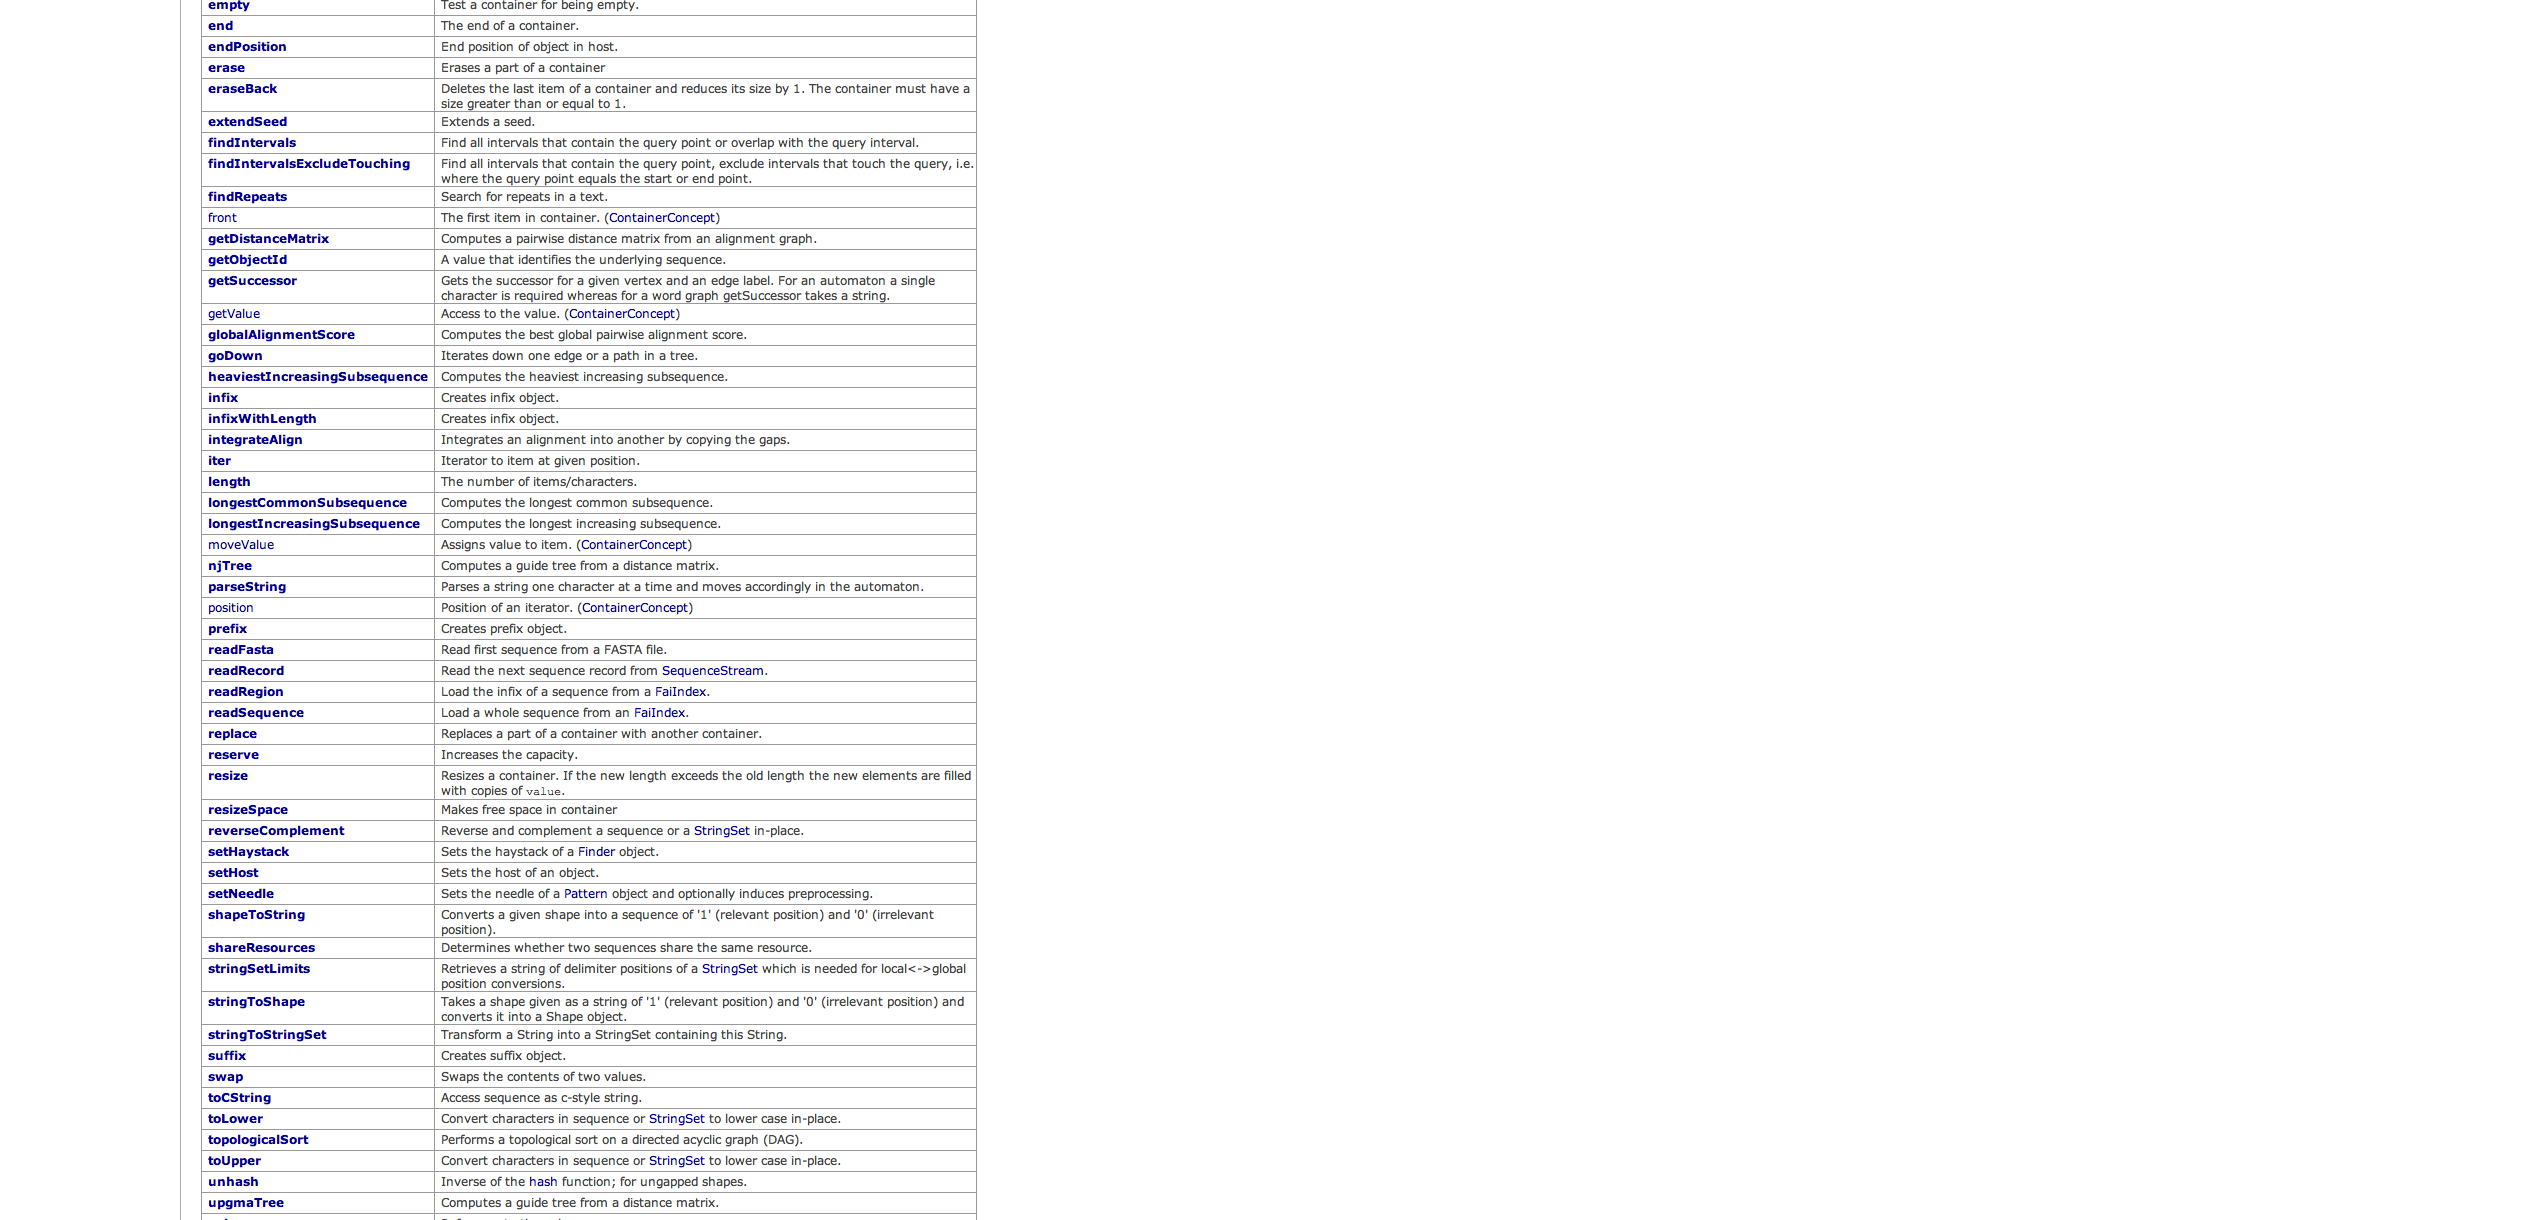 empty Test a container for being empty.
end The end of a container.
endPosition End position of object in host.
erase Erases a part of a container
eraseBack Deletes the last item of a container and reduces its size by 1. The container must have a
size greater than or equal to 1.
extendSeed Extends a seed.
findIntervals Find all intervals that contain the query point or overlap with the query interval.
findIntervalsExcludeTouching Find all intervals that contain the query point, exclude intervals that touch the query, i.e.
where the query point equals the start or end point.
findRepeats Search for repeats in a text.
front The first item in container. (ContainerConcept)
getDistanceMatrix Computes a pairwise distance matrix from an alignment graph.
getObjectId A value that identifies the underlying sequence.
getSuccessor Gets the successor for a given vertex and an edge label. For an automaton a single
character is required whereas for a word graph getSuccessor takes a string.
getValue Access to the value. (ContainerConcept)
globalAlignmentScore Computes the best global pairwise alignment score.
goDown Iterates down one edge or a path in a tree.
heaviestIncreasingSubsequence Computes the heaviest increasing subsequence.
infix Creates infix object.
infixWithLength Creates infix object.
integrateAlign Integrates an alignment into another by copying the gaps.
iter Iterator to item at given position.
length The number of items/characters.
longestCommonSubsequence Computes the longest common subsequence.
longestIncreasingSubsequence Computes the longest increasing subsequence.
moveValue Assigns value to item. (ContainerConcept)
njTree Computes a guide tree from a distance matrix.
parseString Parses a string one character at a time and moves accordingly in the automaton.
position Position of an iterator. (ContainerConcept)
prefix Creates prefix object.
readFasta Read first sequence from a FASTA file.
readRecord Read the next sequence record from SequenceStream.
readRegion Load the infix of a sequence from a FaiIndex.
readSequence Load a whole sequence from an FaiIndex.
replace Replaces a part of a container with another container.
reserve Increases the capacity.
resize Resizes a container. If the new length exceeds the old length the new elements are filled
with copies of value.
resizeSpace Makes free space in container
reverseComplement Reverse and complement a sequence or a StringSet in-place.
setHaystack Sets the haystack of a Finder object.
setHost Sets the host of an object.
setNeedle Sets the needle of a Pattern object and optionally induces preprocessing.
shapeToString Converts a given shape into a sequence of '1' (relevant position) and '0' (irrelevant
position).
shareResources Determines whether two sequences share the same resource.
stringSetLimits Retrieves a string of delimiter positions of a StringSet which is needed for local<->global
position conversions.
stringToShape Takes a shape given as a string of '1' (relevant position) and '0' (irrelevant position) and
converts it into a Shape object.
stringToStringSet Transform a String into a StringSet containing this String.
suffix Creates suffix object.
swap Swaps the contents of two values.
toCString Access sequence as c-style string.
toLower Convert characters in sequence or StringSet to lower case in-place.
topologicalSort Performs a topological sort on a directed acyclic graph (DAG).
toUpper Convert characters in sequence or StringSet to lower case in-place.
unhash Inverse of the hash function; for ungapped shapes.
upgmaTree Computes a guide tree from a distance matrix.